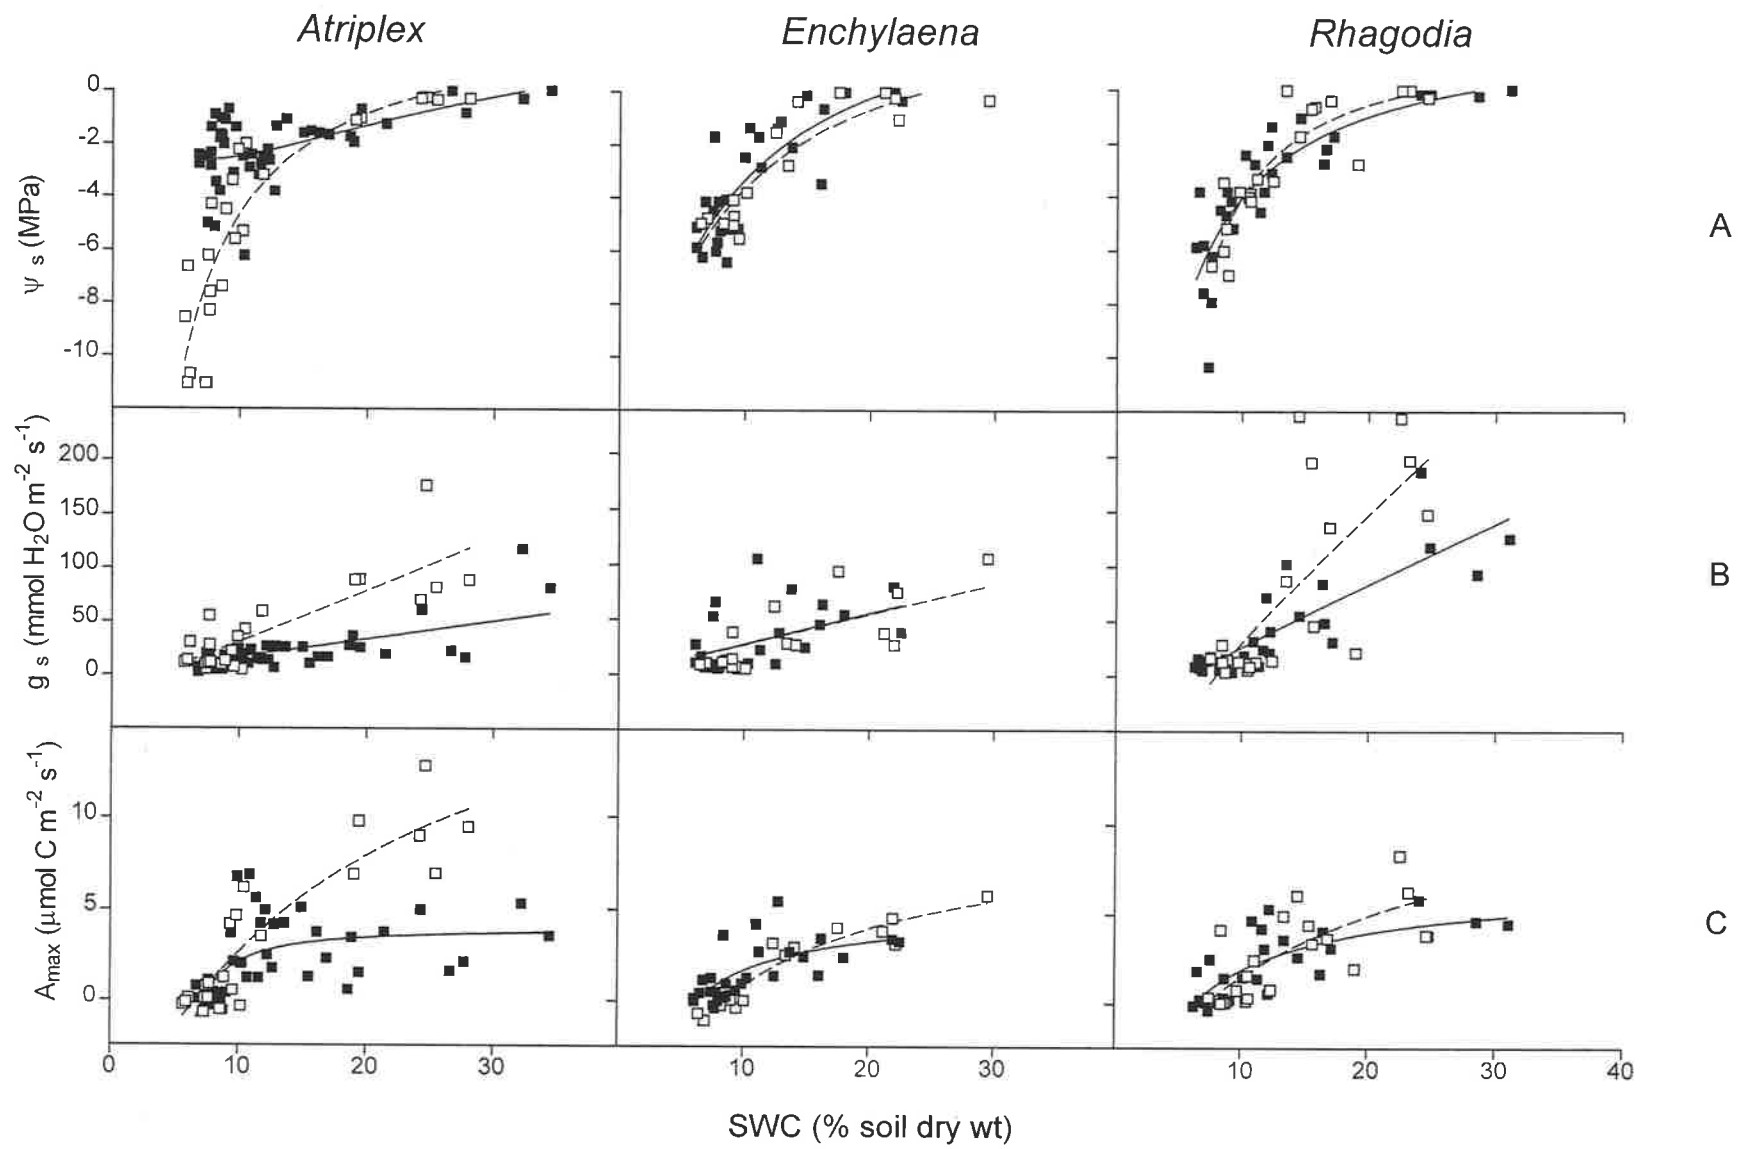 Atriplex Enchylaena Rhagodia
0
-2
-4
-6
-8
-10
Ψ s (MPa)
A
200
150
100
50
0
g s (mmol H2O m-2 s-1)
B
10
5
0
Amax (μmol C m-2 s-1)
C
0 10 20 30 10 20 30 10 20 30 40
SWC (% soil dry wt)